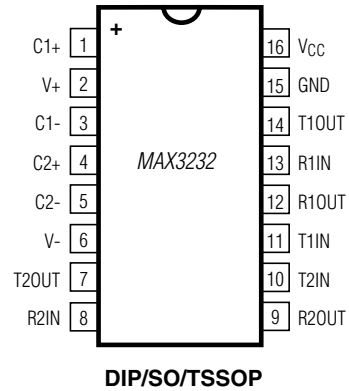 +
C1+ 1 16 VCC
V+ 2 15 GND
C1- 3 14 T1OUT
C2+ 4 MAX3232 13 R1IN
C2- 5 12 R1OUT
V- 6 11 T1IN
T2OUT 7 10 T2IN
R2IN 8 9 R2OUT
DIP/SO/TSSOP